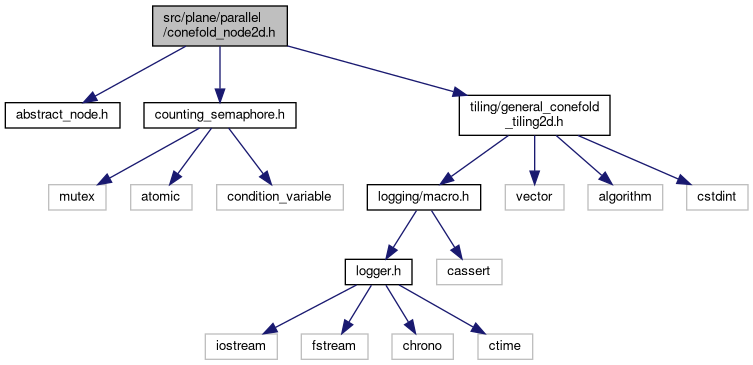 src/plane/parallel
/conefold_node2d.h
abstract_node.h
counting_semaphore.h
tiling/general_conefold
_tiling2d.h
mutex
atomic
condition_variable
logging/macro.h
vector
algorithm
cstdint
logger.h
cassert
iostream
fstream
chrono
ctime